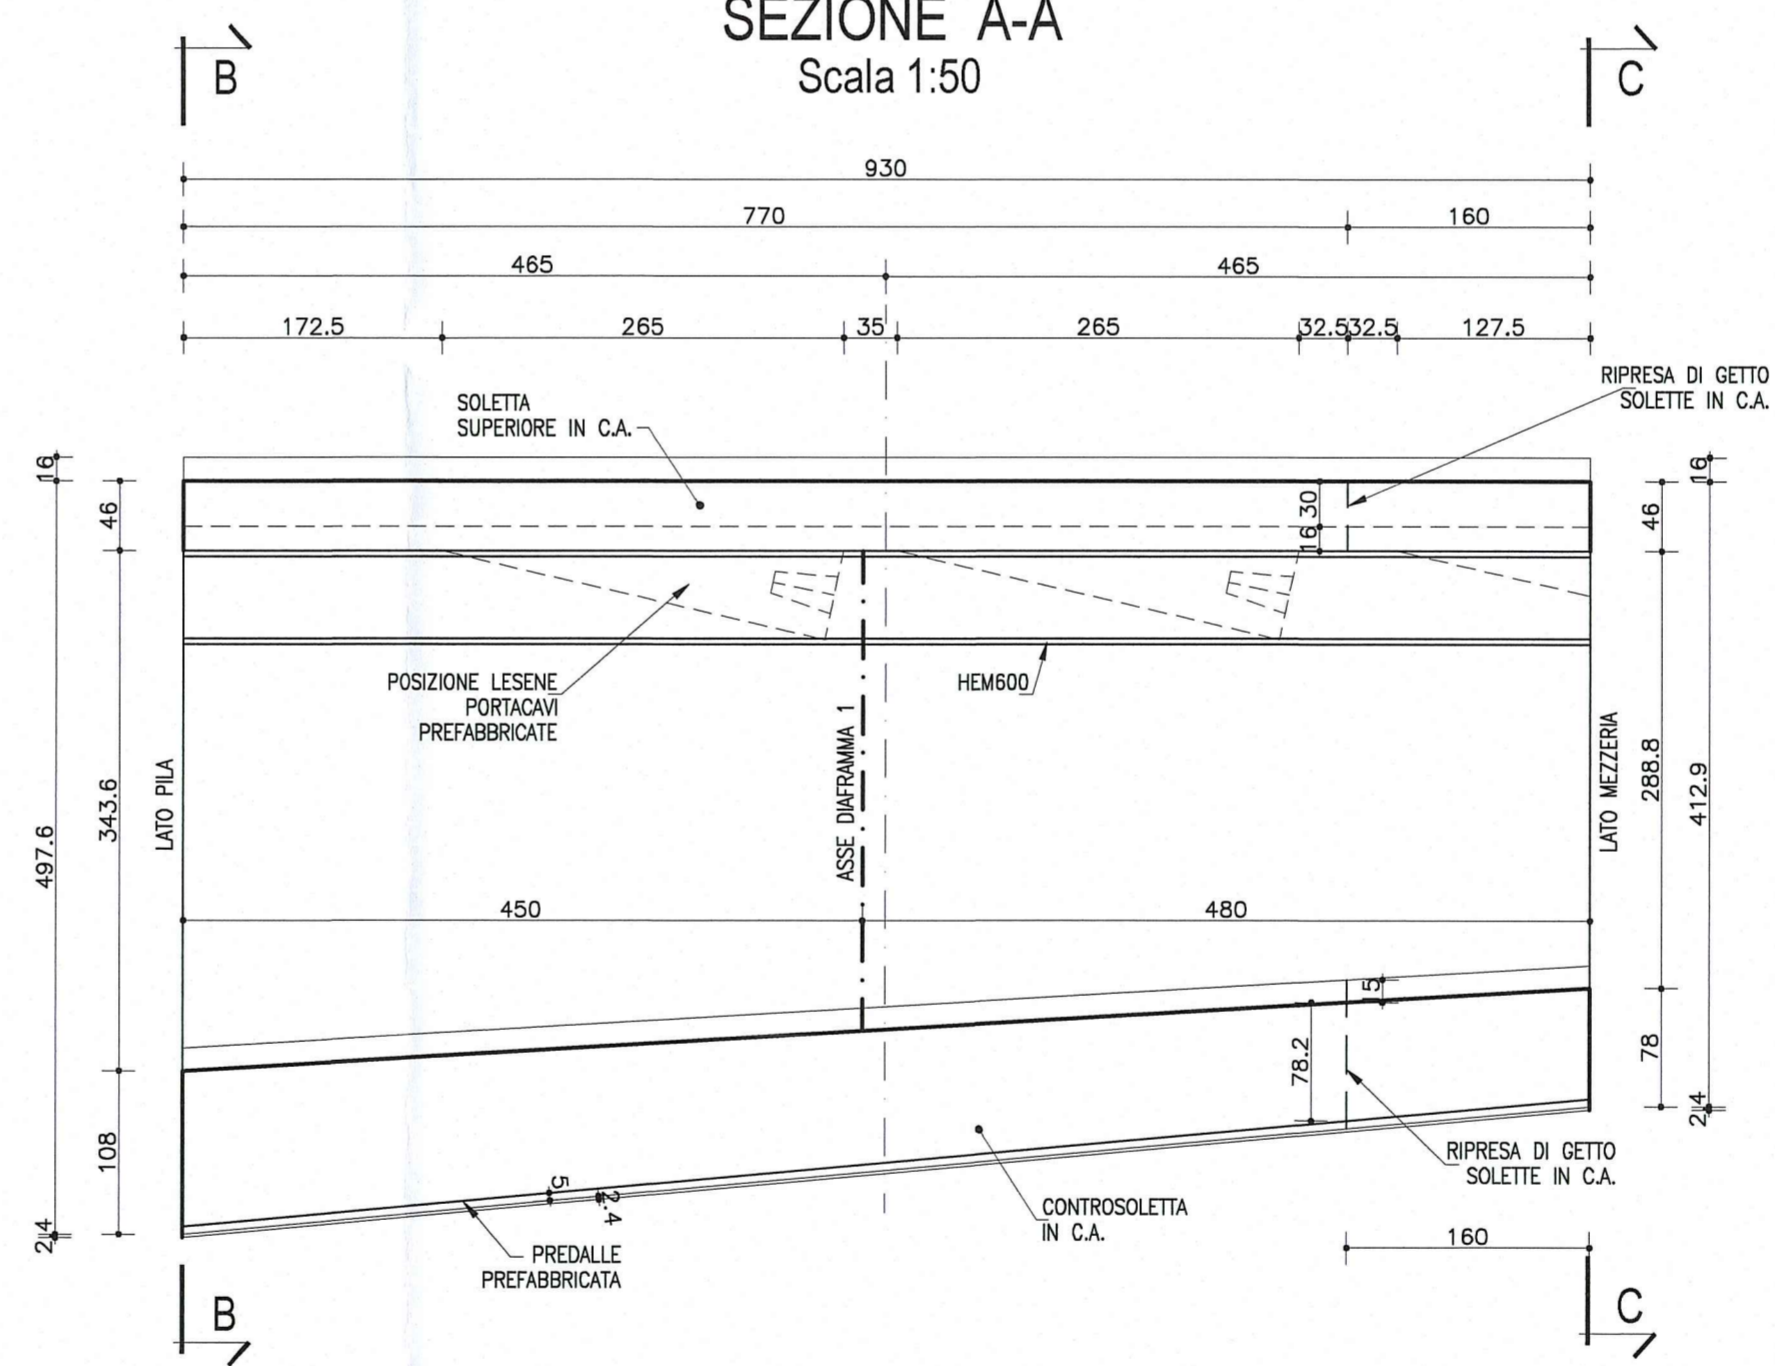 SEZIONE A-A
Scala 1:50
B
C
930
770
160
465
465
172.5
265
35
265
32.5
32.5
127.5
RIPRESA DI GETTO
SOLETTE IN C.A.
SOLETTA
SUPERIORE IN C.A.
16
46
30
16
16
46
POSIZIONE LESENE
PORTACAVI
PREFABBRICATE
HEM600
ASSE DIAFRAMMA 1
LATO PILA
LATO MEZZERIA
343.6
497.6
288.8
412.9
450
480
15
78.2
78
2.4
108
2.4
5
2.4
RIPRESA DI GETTO
SOLETTE IN C.A.
CONTROSOLETTA
IN C.A.
PREDALLE
PREFABBRICATA
160
B
C